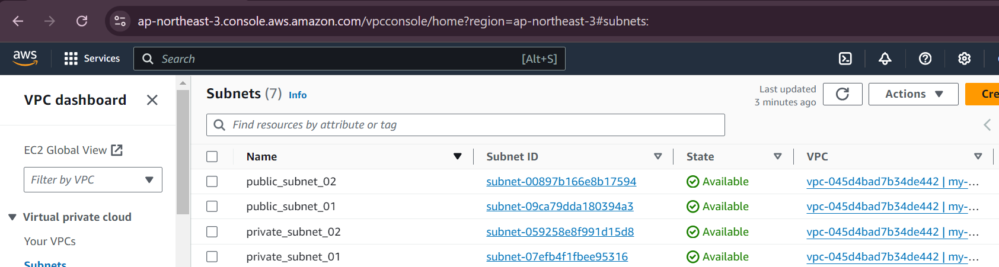 ap-northeast-3.console.aws.amazon.com/vpcconsole/home?region=ap-northeast-3#subnets:
aws Services Search [Alt+S]
VPC dashboard
EC2 Global View
Filter by VPC
Virtual private cloud
Your VPCs
Subnets
Subnets (7) Info
Last updated
3 minutes ago
Actions
Cre
Find resources by attribute or tag
Name Subnet ID State VPC
public_subnet_02 subnet-00897b166e8b17594 Available vpc-045d4bad7b34de442 | my-...
public_subnet_01 subnet-09ca79dda180394a3 Available vpc-045d4bad7b34de442 | my-...
private_subnet_02 subnet-059258e8f991d15d8 Available vpc-045d4bad7b34de442 | my-...
private_subnet_01 subnet-07efb4f1fbee95316 Available vpc-045d4bad7b34de442 | my-...